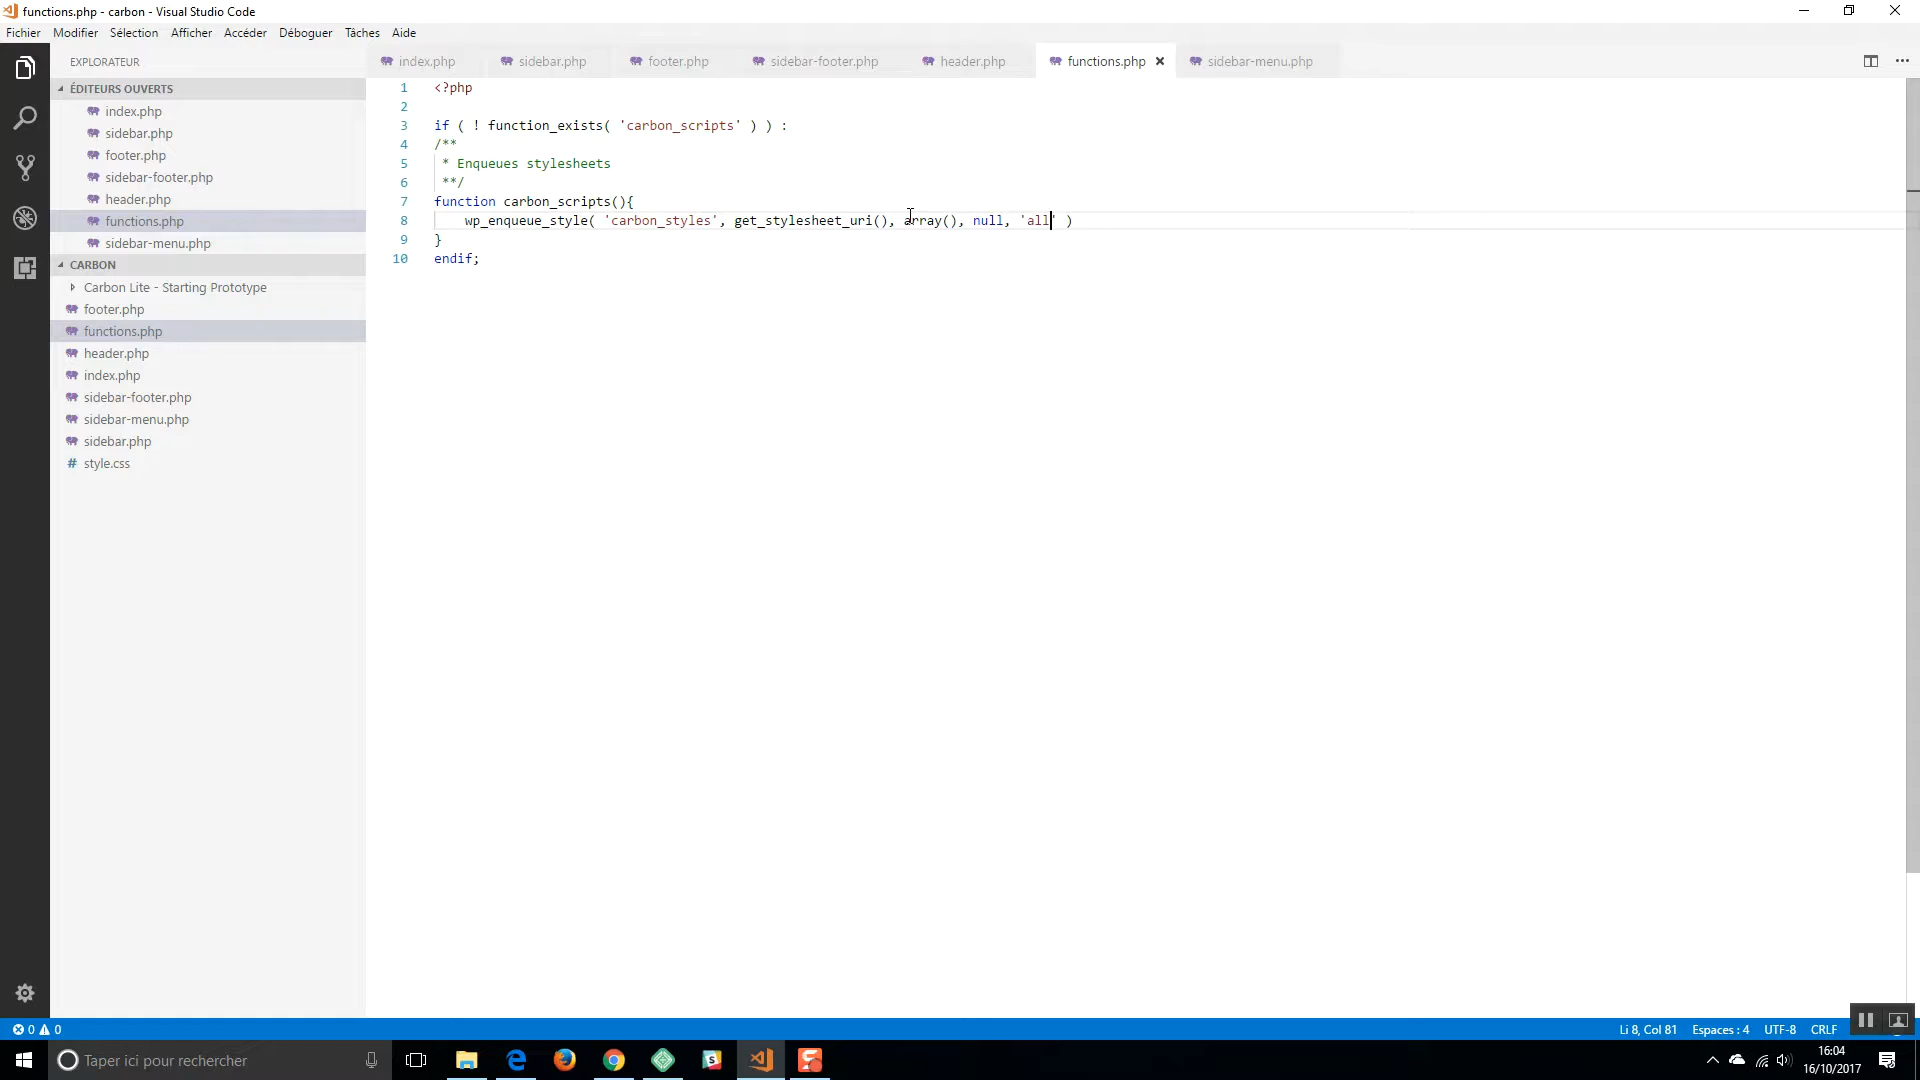 functions.php - carbon - Visual Studio Code
Fichier Modifier Sélection Afficher Accéder Déboguer Tâches Aide
EXPLORATEUR
ÉDITEURS OUVERTS
index.php
sidebar.php
footer.php
sidebar-footer.php
header.php
functions.php
sidebar-menu.php
CARBON
Carbon Lite - Starting Prototype
footer.php
functions.php
header.php
index.php
sidebar-footer.php
sidebar-menu.php
sidebar.php
# style.css
index.php sidebar.php footer.php sidebar-footer.php header.php functions.php sidebar-menu.php
1 <?php
2
3 if ( ! function_exists( 'carbon_scripts' ) ) :
4 /**
5 * Enqueues stylesheets
6 **/
7 function carbon_scripts(){
8 wp_enqueue_style( 'carbon_styles', get_stylesheet_uri(), array(), null, 'all' )
9 }
10 endif;
0 0
Li 8, Col 81 Espaces : 4 UTF-8 CRLF
Taper ici pour rechercher
16:04
16/10/2017